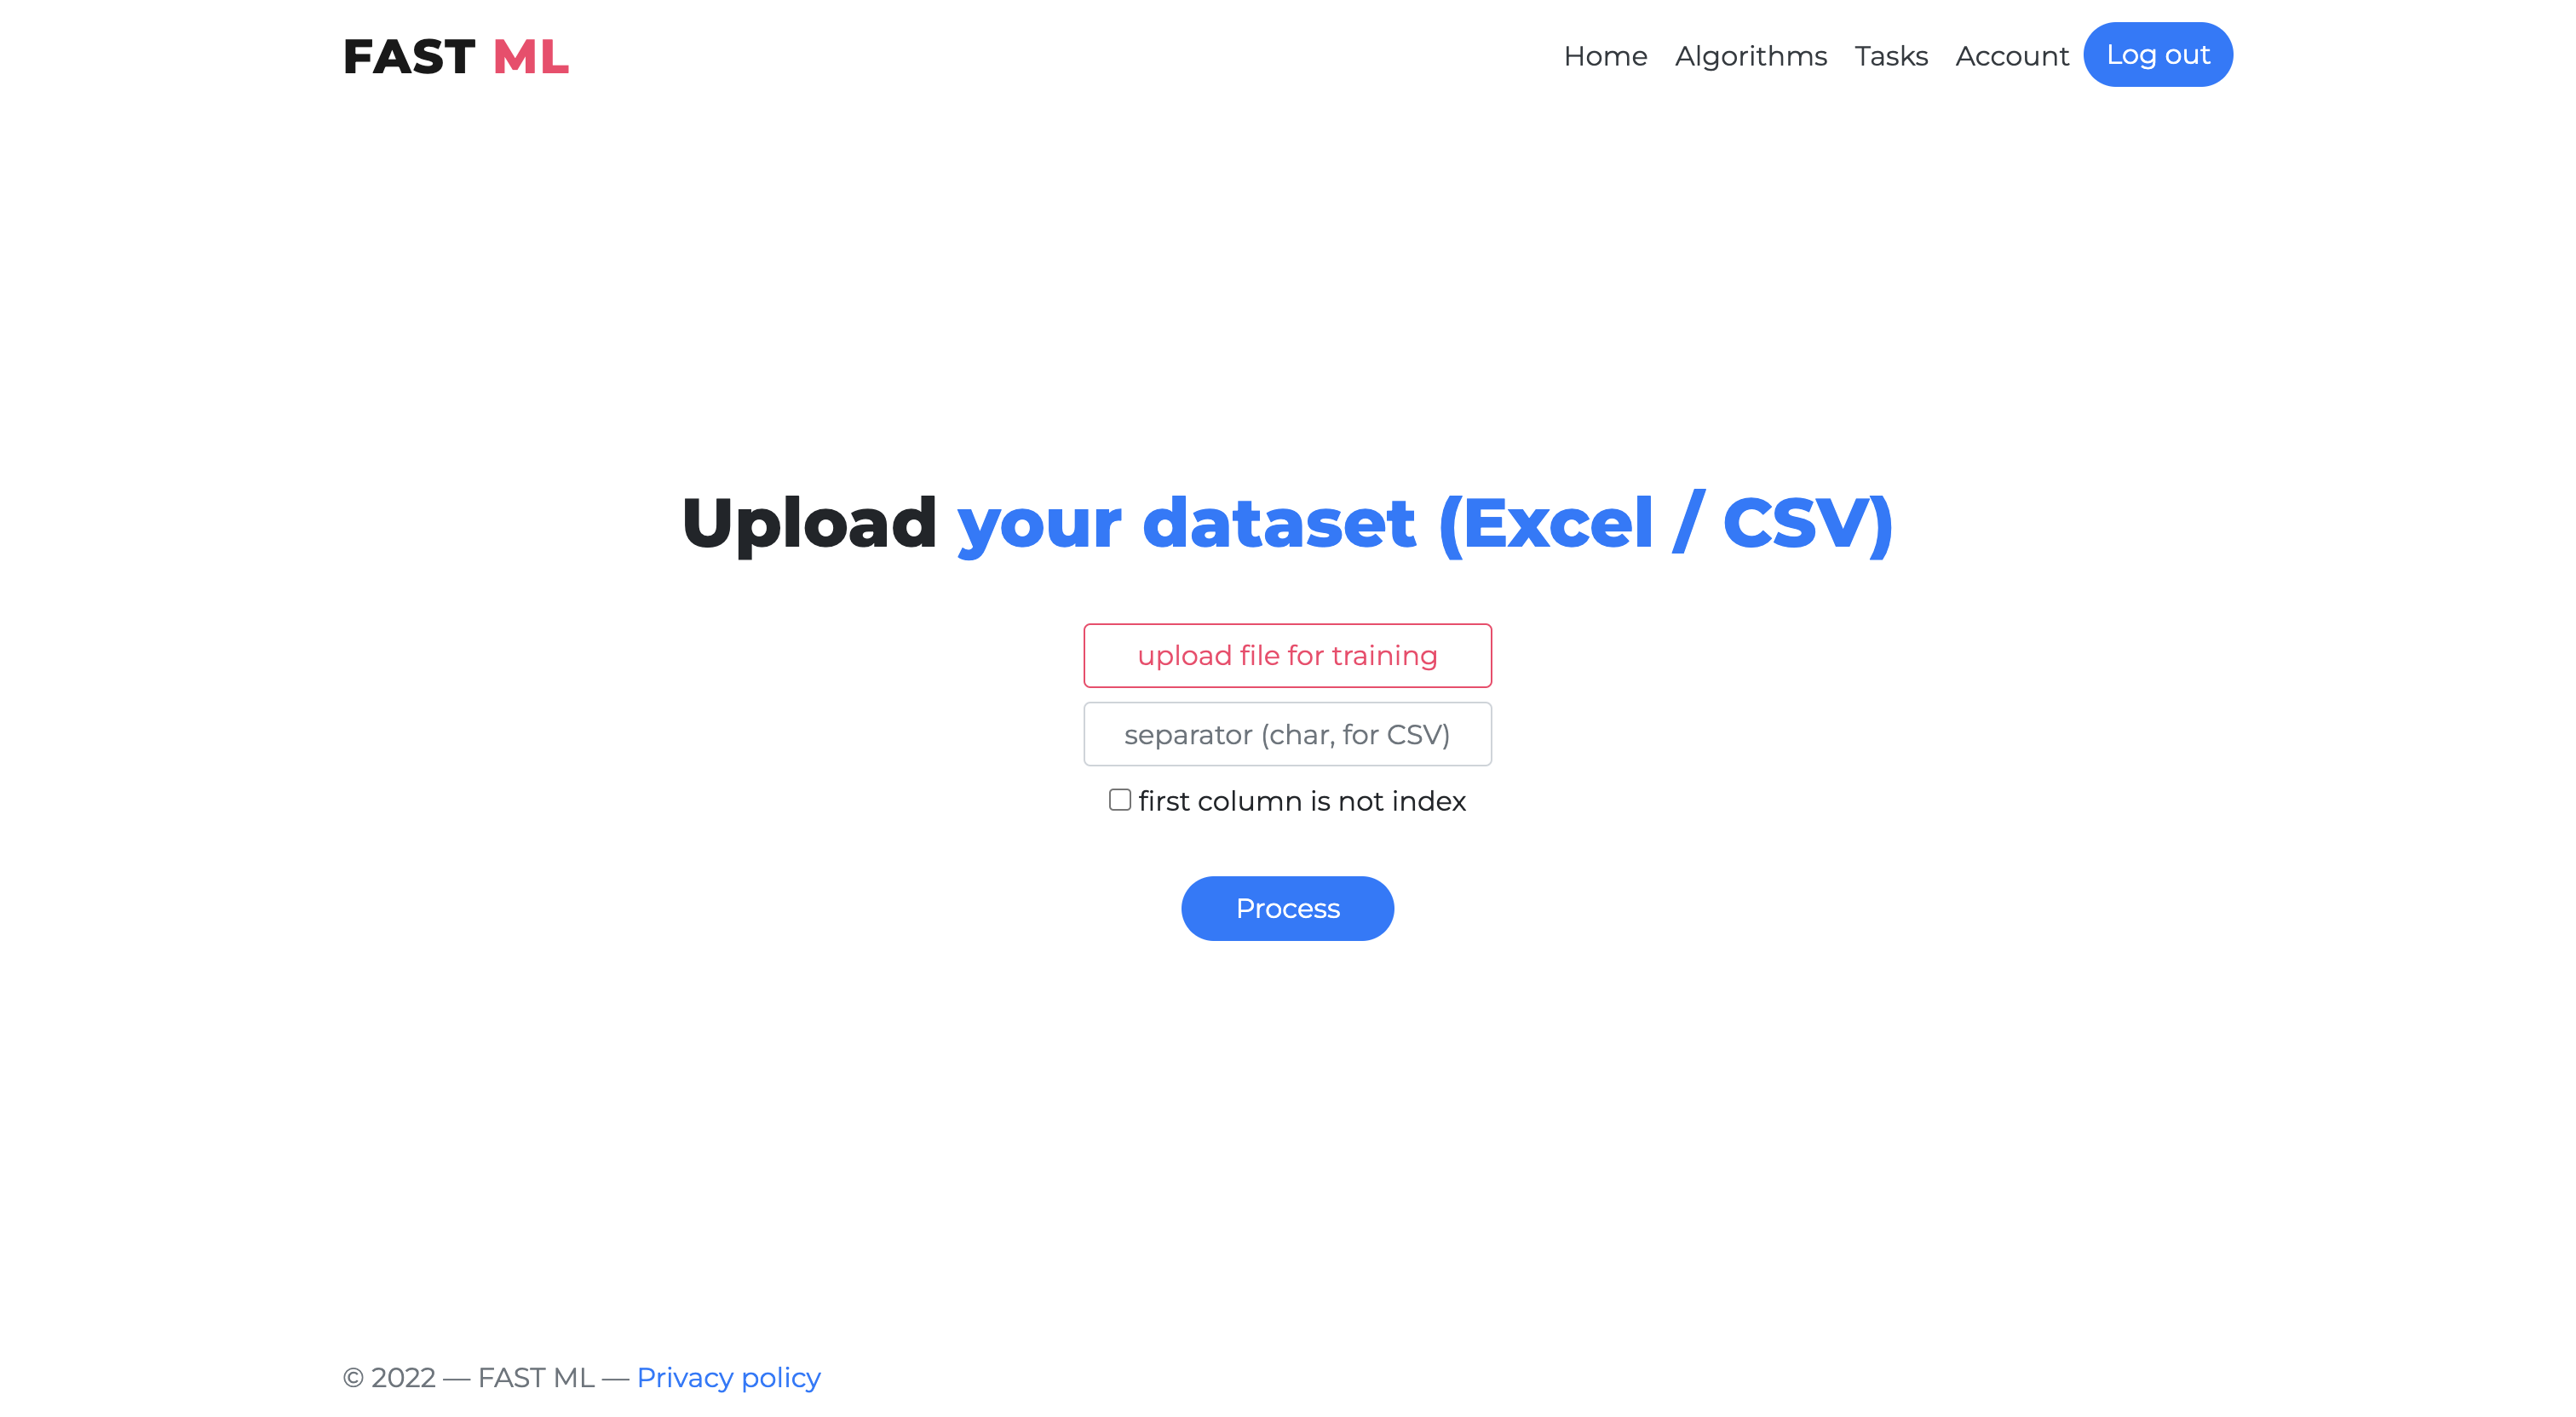 FAST ML
Home Algorithms Tasks Account Log out
Upload your dataset (Excel / CSV)
upload file for training
separator (char, for CSV)
first column is not index
Process
© 2022 — FAST ML — Privacy policy